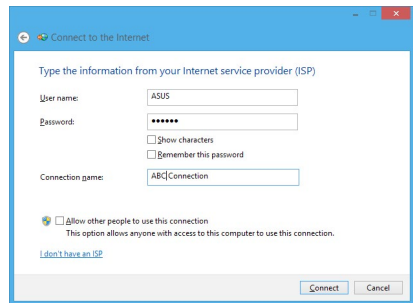 Connect to the Internet
Type the information from your Internet service provider (ISP)
User name: ASUS
Password: ••••••
Show characters
Remember this password
Connection name: ABC Connection
Allow other people to use this connection
This option allows anyone with access to this computer to use this connection.
I don't have an ISP
Connect Cancel